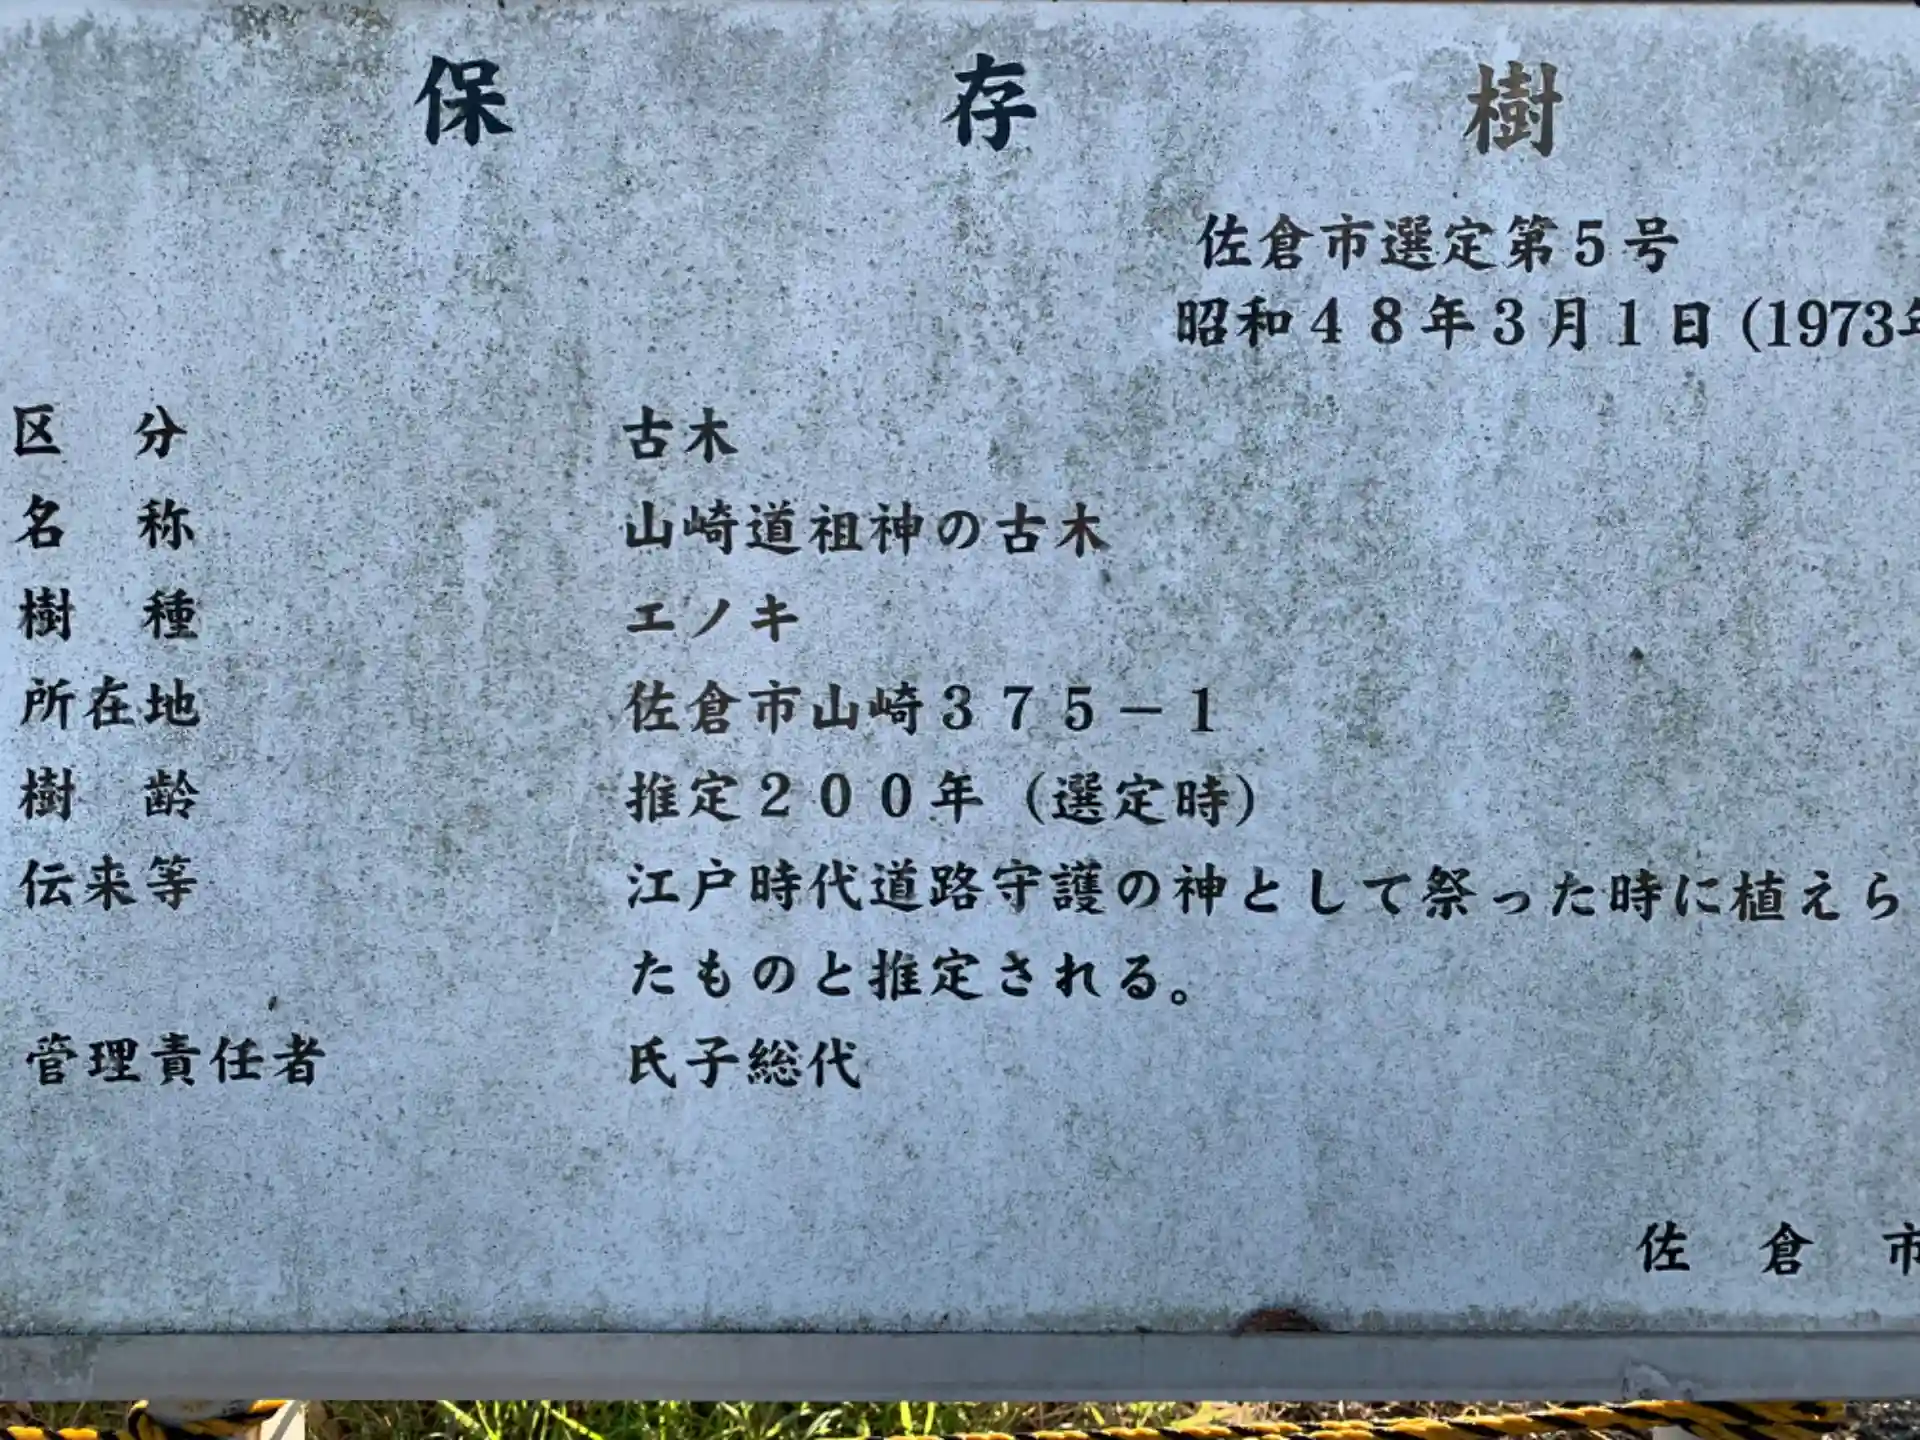 保存樹
佐倉市選定第5号
昭和48年3月1日(1973年
区分 古木
名称 山崎道祖神の古木
樹種 エノキ
所在地 佐倉市山崎375-1
樹齢 推定200年(選定時)
伝来等 江戸時代道路守護の神として祭った時に植えら
たものと推定される。
管理責任者 氏子総代
佐倉市